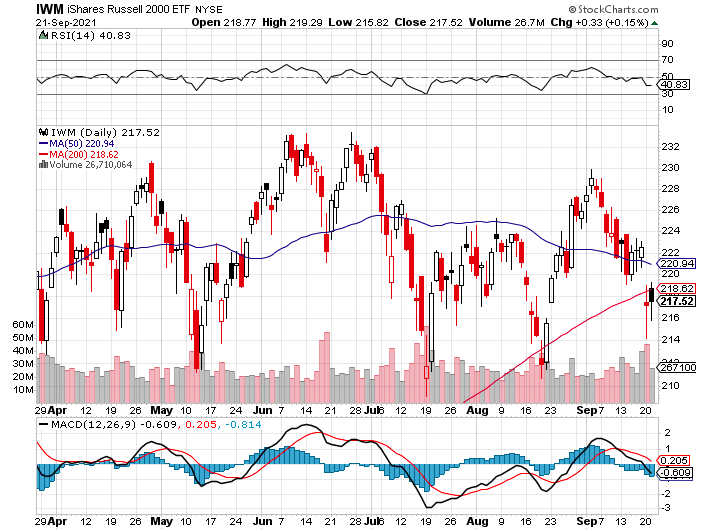 IWM iShares Russell 2000 ETF NYSE © StockCharts.com
21-Sep-2021 Open 218.77 High 219.29 Low 215.82 Close 217.52 Volume 26.7M Chg +0.33 (+0.15%)
RSI(14) 40.83
90
70
50
40.83
30
10
IWM (Daily) 217.52
MA(50) 220.94
MA(200) 218.62
Volume 26,710,064
232
230
228
226
224
222
220.94
220
218.62
217.52
216
214
212
26710064
210
60M
50M
40M
30M
20M
10M
29 Apr 12 19 26 May 10 17 24 Jun 7 14 21 28 Jul 6 12 19 26 Aug 9 16 23 Sep 7 13 20
MACD(12,26,9) -0.609, 0.205, -0.814
2
1
0.205
-0.609
-2
-3
29 Apr 12 19 26 May 10 17 24 Jun 7 14 21 28 Jul 6 12 19 26 Aug 9 16 23 Sep 7 13 20